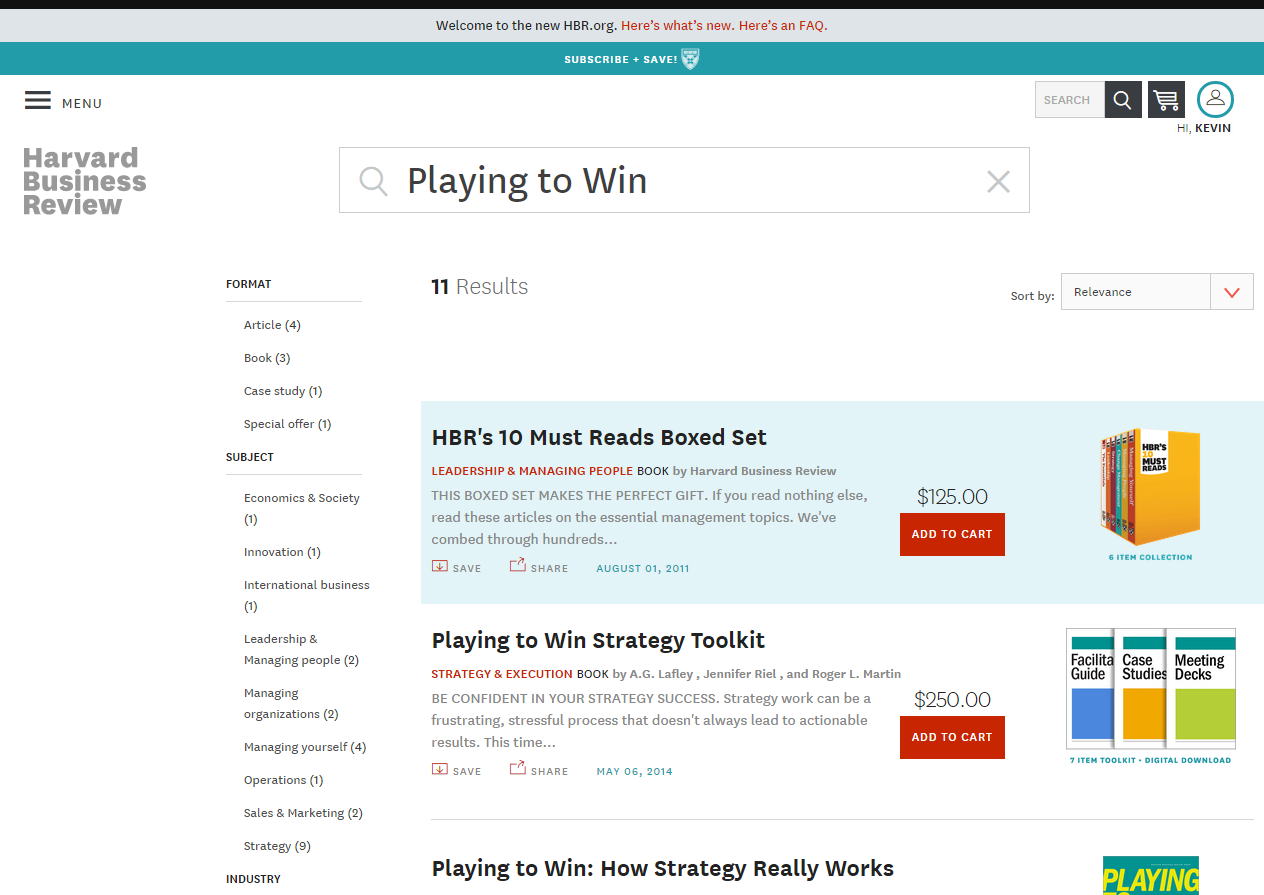 Welcome to the new HBR.org. Here's what's new. Here's an FAQ.
SUBSCRIBE + SAVE!
MENU
SEARCH
HI, KEVIN
Harvard
Business
Review
Playing to Win
FORMAT
Article (4)
Book (3)
Case study (1)
Special offer (1)
SUBJECT
Economics & Society
(1)
Innovation (1)
International business
(1)
Leadership &
Managing people (2)
Managing
organizations (2)
Managing yourself (4)
Operations (1)
Sales & Marketing (2)
Strategy (9)
INDUSTRY
11 Results
Sort by: Relevance
HBR's 10 Must Reads Boxed Set
LEADERSHIP & MANAGING PEOPLE BOOK by Harvard Business Review
THIS BOXED SET MAKES THE PERFECT GIFT. If you read nothing else,
read these articles on the essential management topics. We've
combed through hundreds...
SAVE SHARE AUGUST 01, 2011
$125.00
ADD TO CART
HBR'S
10
MUST
READS
6 ITEM COLLECTION
Playing to Win Strategy Toolkit
STRATEGY & EXECUTION BOOK by A.G. Lafley , Jennifer Riel , and Roger L. Martin
BE CONFIDENT IN YOUR STRATEGY SUCCESS. Strategy work can be a
frustrating, stressful process that doesn't always lead to actionable
results. This time...
SAVE SHARE MAY 06, 2014
$250.00
ADD TO CART
Facilita
Guide
Case
Studies
Meeting
Decks
7 ITEM TOOLKIT • DIGITAL DOWNLOAD
Playing to Win: How Strategy Really Works
PLAYING